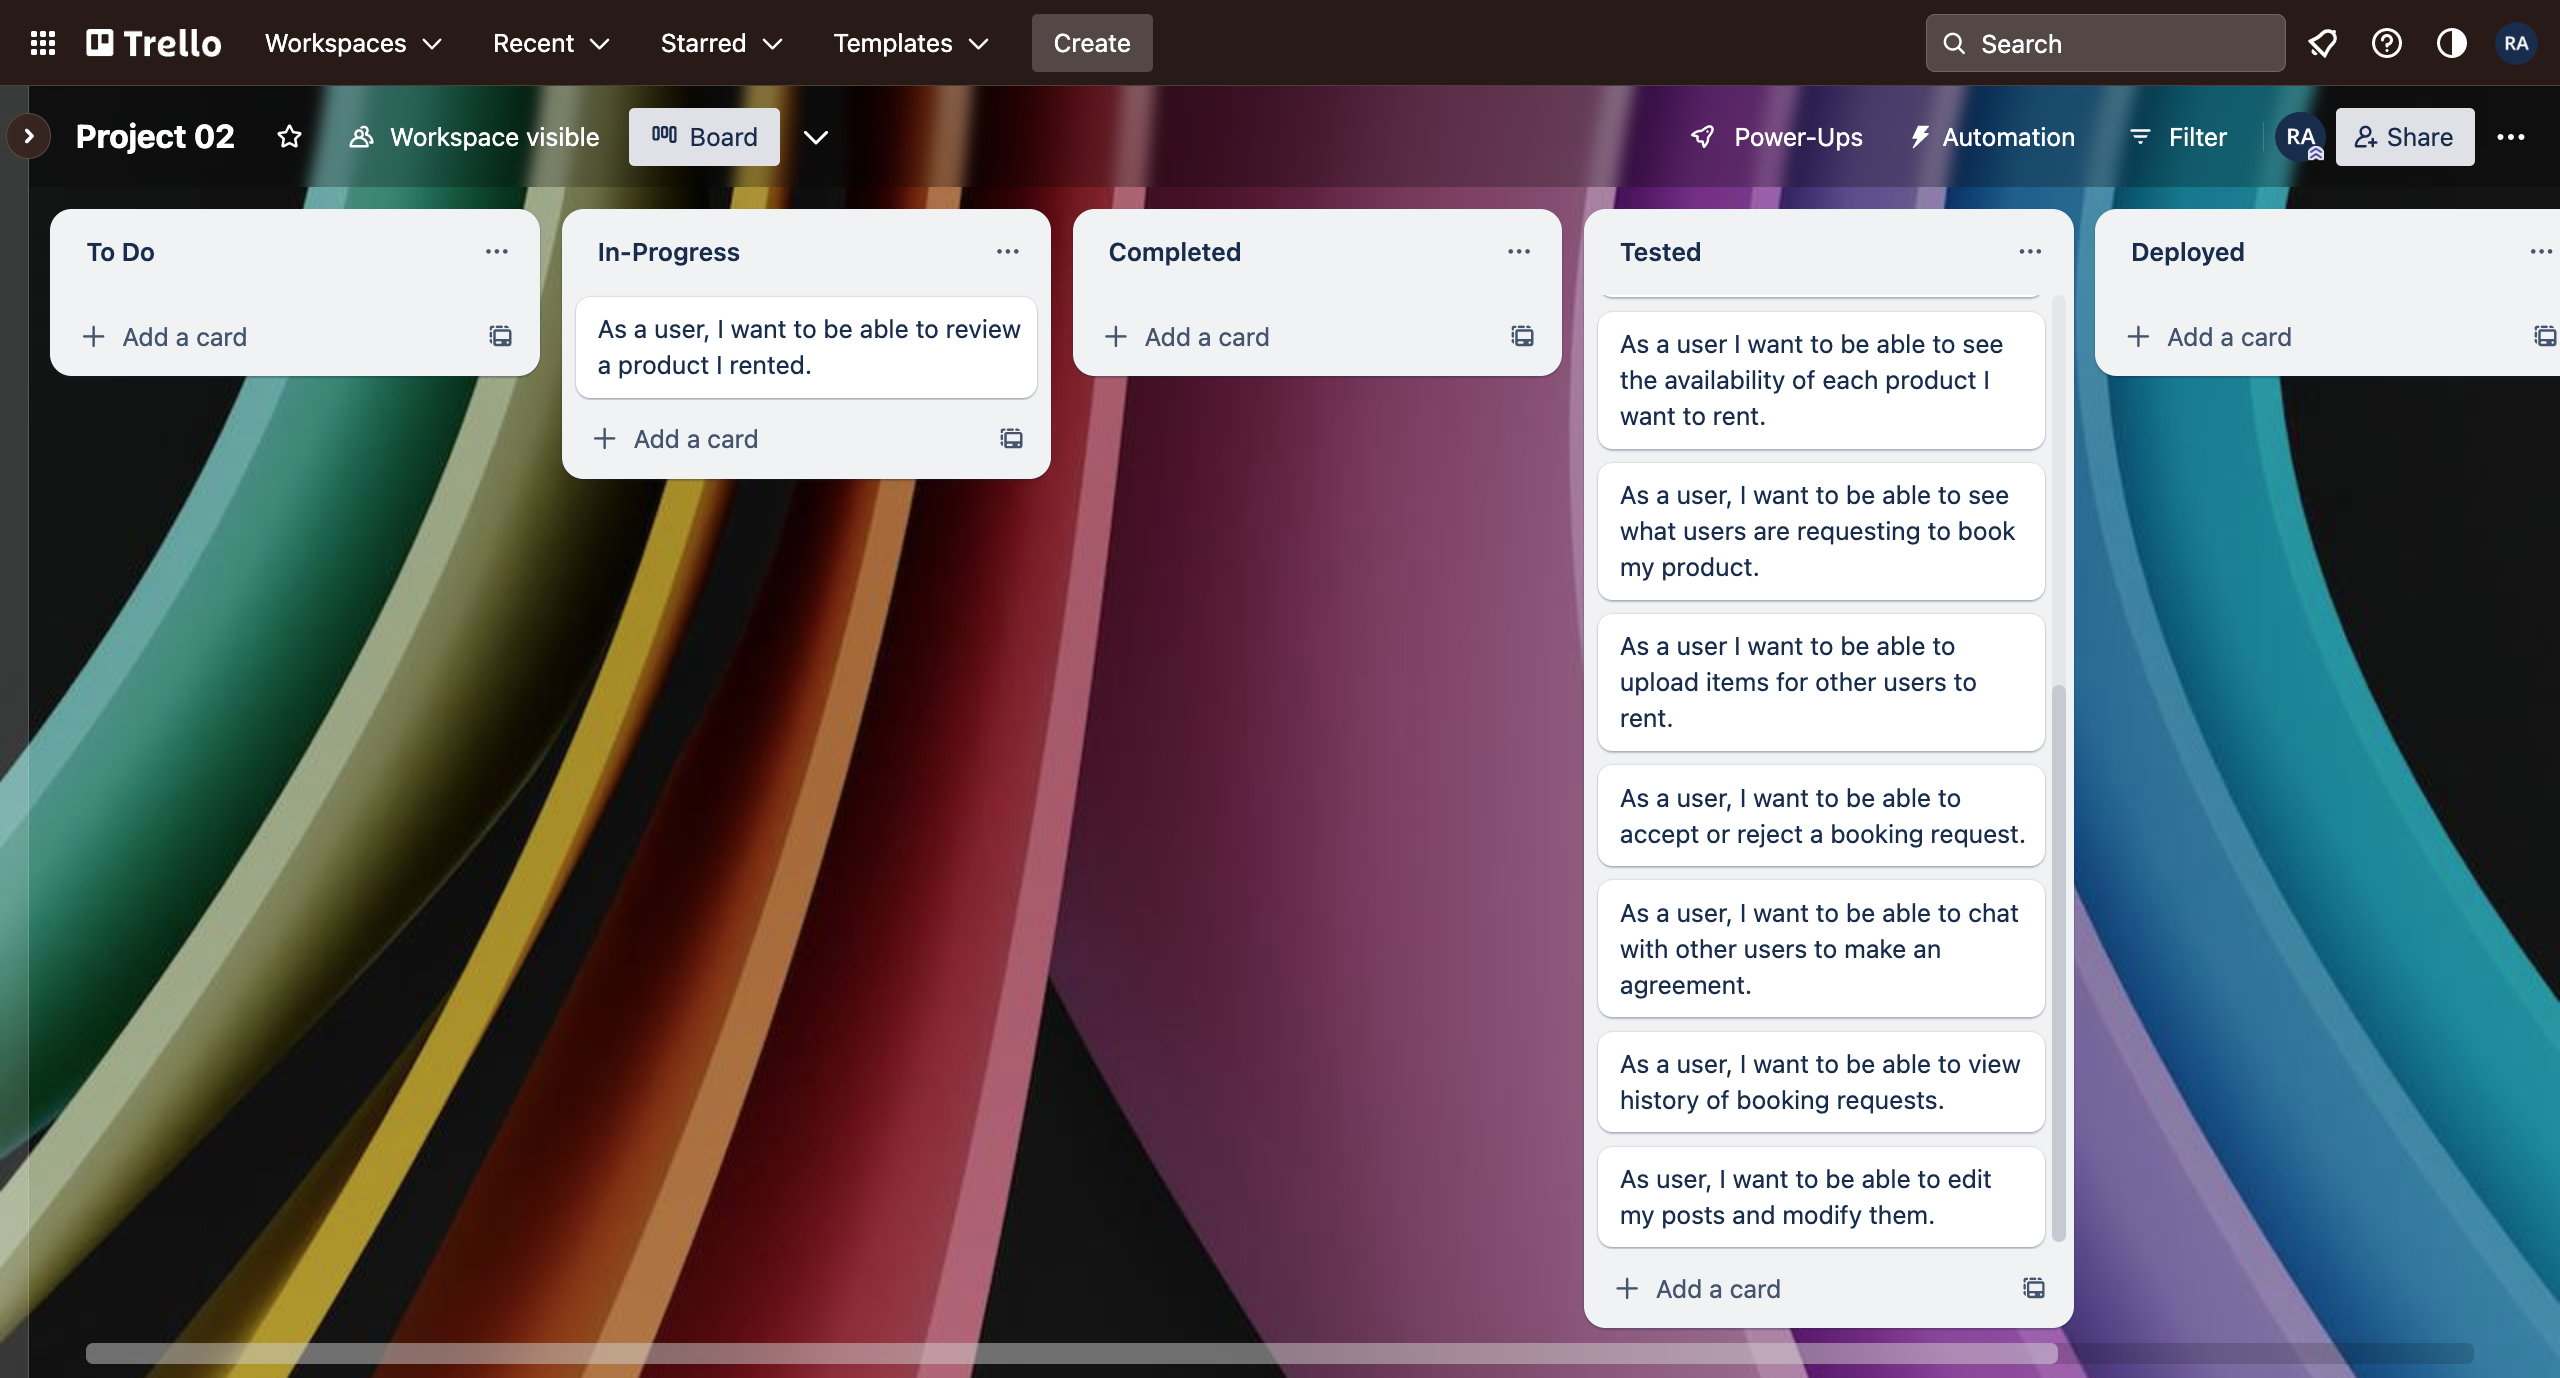 Trello
Workspaces
Recent
Starred
Templates
Create
Search
RA
Project 02
Workspace visible
Board
Power-Ups
Automation
Filter
RA
Share
To Do
Add a card
In-Progress
As a user, I want to be able to review
a product I rented.
Add a card
Completed
Add a card
Tested
As a user I want to be able to see
the availability of each product I
want to rent.
As a user, I want to be able to see
what users are requesting to book
my product.
As a user I want to be able to
upload items for other users to
rent.
As a user, I want to be able to
accept or reject a booking request.
As a user, I want to be able to chat
with other users to make an
agreement.
As a user, I want to be able to view
history of booking requests.
As user, I want to be able to edit
my posts and modify them.
Add a card
Deployed
Add a card